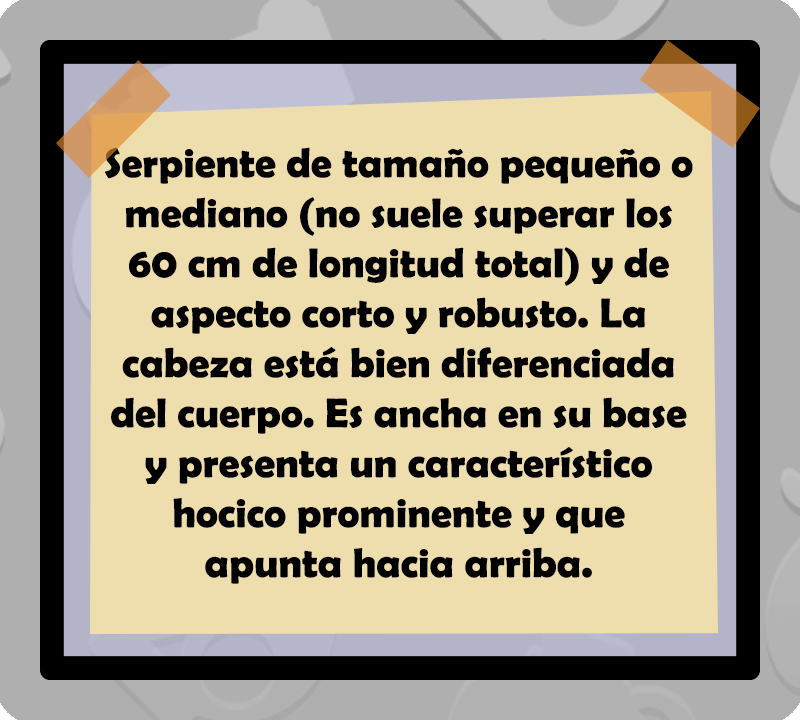 Serpiente de tamaño pequeño o
mediano (no suele superar los
60 cm de longitud total) y de
aspecto corto y robusto. La
cabeza está bien diferenciada
del cuerpo. Es ancha en su base
y presenta un característico
hocico prominente y que
apunta hacia arriba.